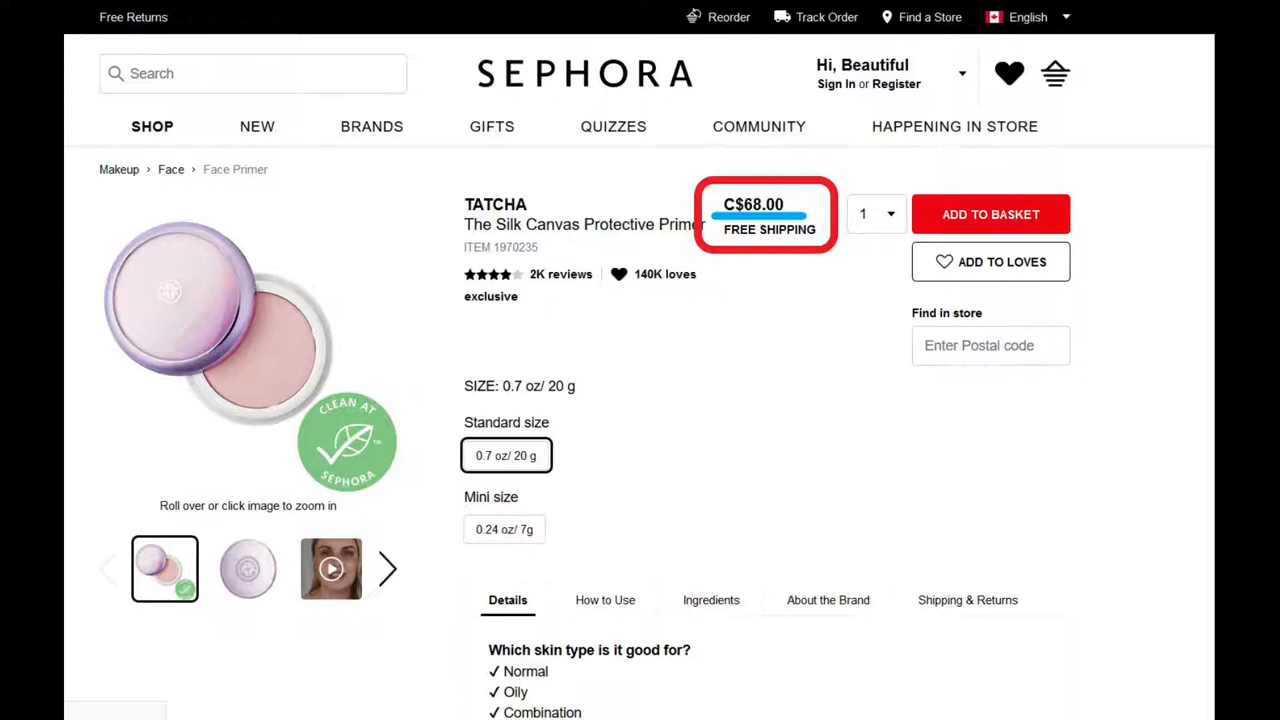 Free Returns
Reorder
Track Order
Find a Store
English
Search
SEPHORA
Hi, Beautiful
Sign In or Register
SHOP
NEW
BRANDS
GIFTS
QUIZZES
COMMUNITY
HAPPENING IN STORE
Makeup › Face › Face Primer
TATCHA
The Silk Canvas Protective Primer
ITEM 1970235
2K reviews
140K loves
exclusive
C$68.00
FREE SHIPPING
1
ADD TO BASKET
ADD TO LOVES
Find in store
Enter Postal code
CLEAN AT
SEPHORA
TM
Roll over or click image to zoom in
SIZE: 0.7 oz/ 20 g
Standard size
0.7 oz/ 20 g
Mini size
0.24 oz/ 7g
Details
How to Use
Ingredients
About the Brand
Shipping & Returns
Which skin type is it good for?
✓ Normal
✓ Oily
✓ Combination